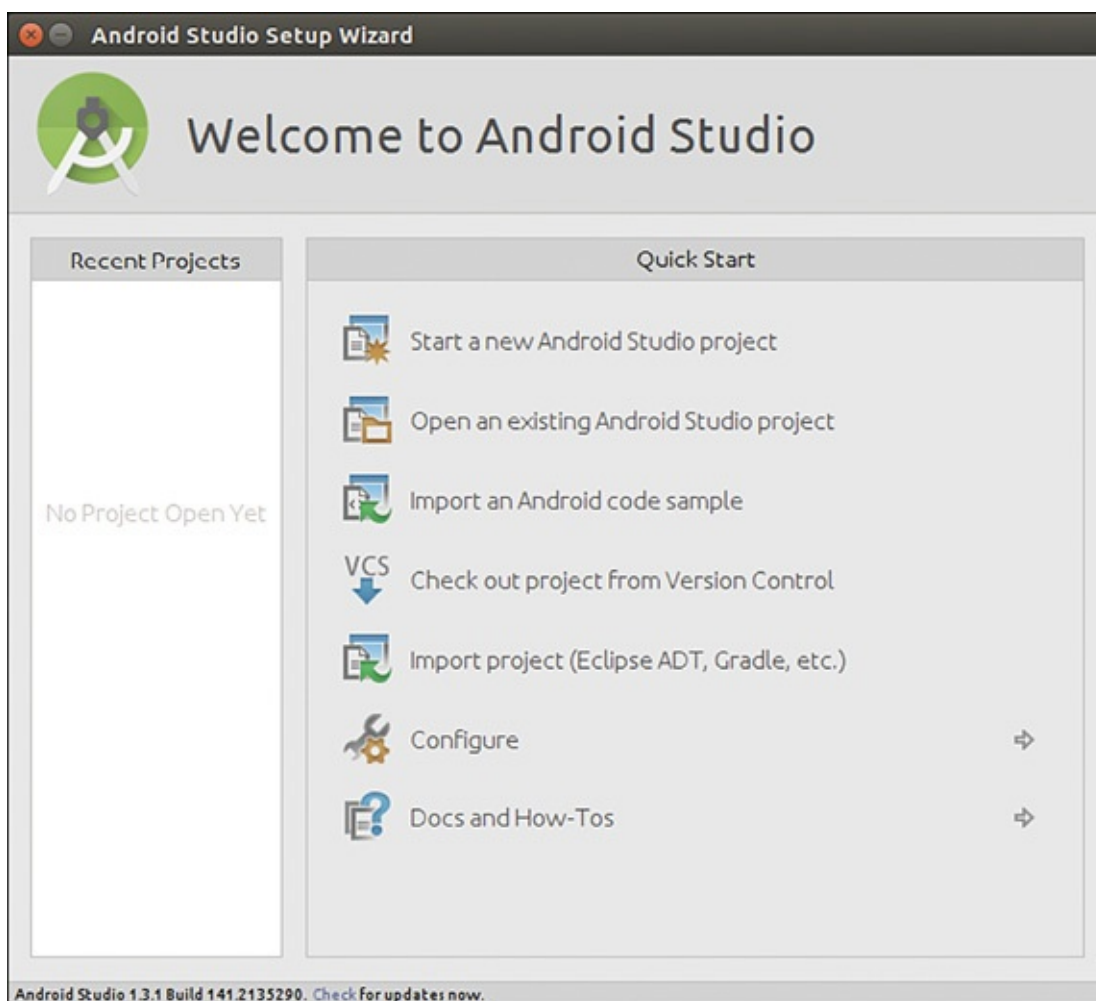 Android Studio Setup Wizard
Welcome to Android Studio
Recent Projects
No Project Open Yet
Quick Start
Start a new Android Studio project
Open an existing Android Studio project
Import an Android code sample
VCS
Check out project from Version Control
Import project (Eclipse ADT, Gradle, etc.)
Configure
Docs and How-Tos
Android Studio 1.3.1 Build 141.2135290. Check for updates now.